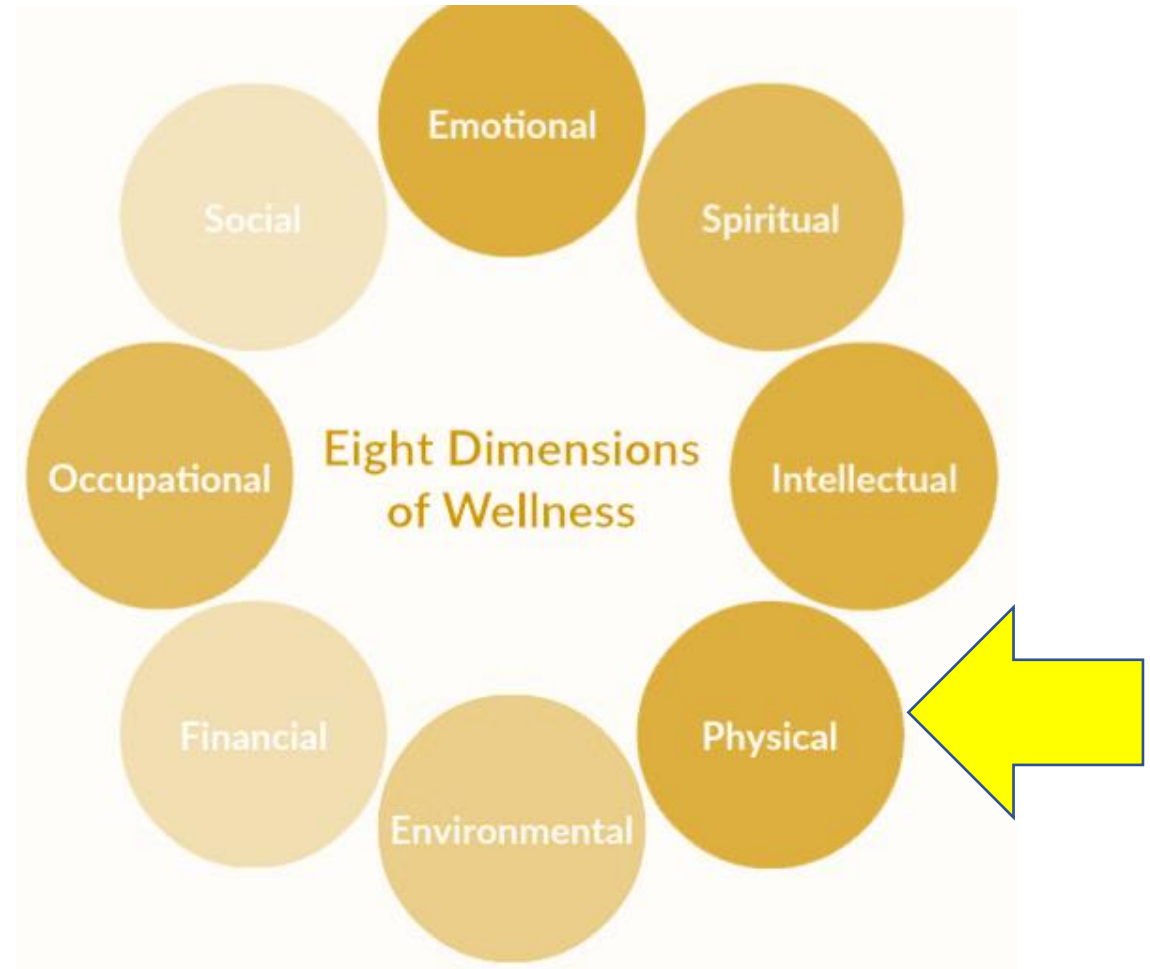 Emotional
Social
Spiritual
Eight Dimensions
of Wellness
Occupational
Intellectual
Financial
Physical
Environmental